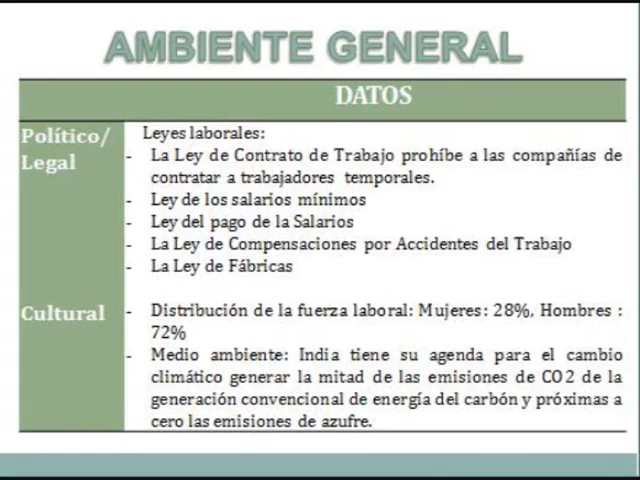 AMBIENTE GENERAL
DATOS
Político/
Legal
Leyes laborales:
- La Ley de Contrato de Trabajo prohíbe a las compañías de
contratar a trabajadores temporales.
- Ley de los salarios mínimos
- Ley del pago de la Salarios
- La Ley de Compensaciones por Accidentes del Trabajo
- La Ley de Fábricas
Cultural
- Distribución de la fuerza laboral: Mujeres: 28%, Hombres :
72%
- Medio ambiente: India tiene su agenda para el cambio
climático generar la mitad de las emisiones de CO2 de la
generación convencional de energía del carbón y próximas a
cero las emisiones de azufre.